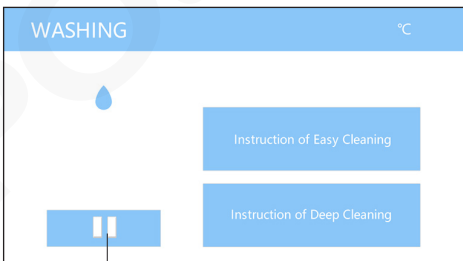 WASHING
°C
Instruction of Easy Cleaning
Instruction of Deep Cleaning